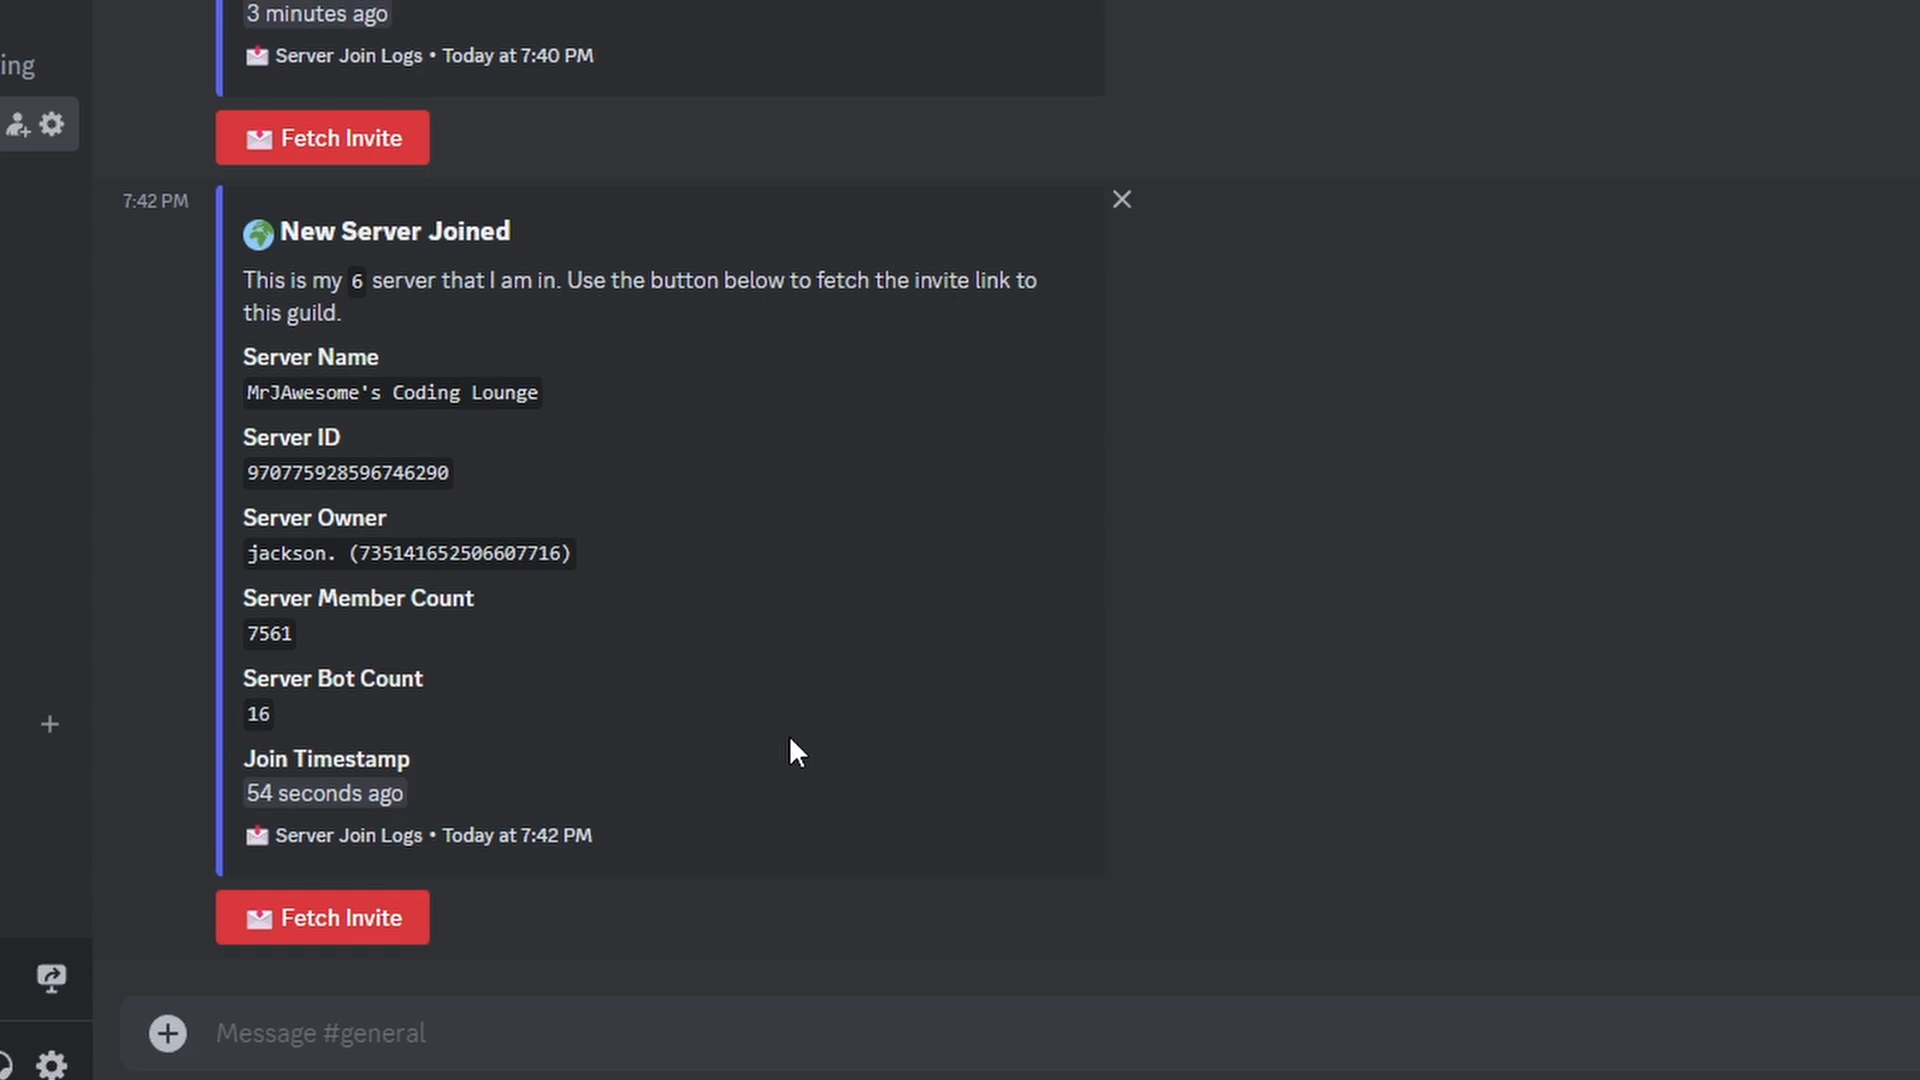 3 minutes ago
Server Join Logs • Today at 7:40 PM
ing
Fetch Invite
7:42 PM
New Server Joined
This is my 6 server that I am in. Use the button below to fetch the invite link to
this guild.
Server Name
MrJAwesome's Coding Lounge
Server ID
970775928596746290
Server Owner
jackson. (735141652506607716)
Server Member Count
7561
Server Bot Count
16
Join Timestamp
54 seconds ago
Server Join Logs • Today at 7:42 PM
Fetch Invite
Message #general